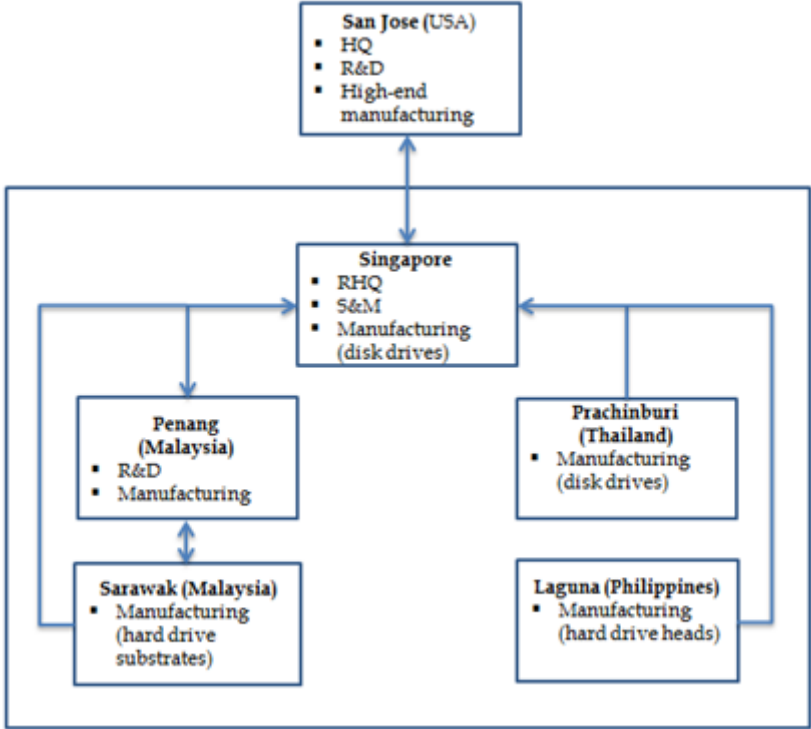 San Jose (USA)
▪ HQ
▪ R&D
▪ High-end
manufacturing
Singapore
▪ RHQ
▪ S&M
▪ Manufacturing
(disk drives)
Penang
(Malaysia)
▪ R&D
▪ Manufacturing
Prachinburi
(Thailand)
▪ Manufacturing
(disk drives)
Sarawak (Malaysia)
▪ Manufacturing
(hard drive
substrates)
Laguna (Philippines)
▪ Manufacturing
(hard drive heads)